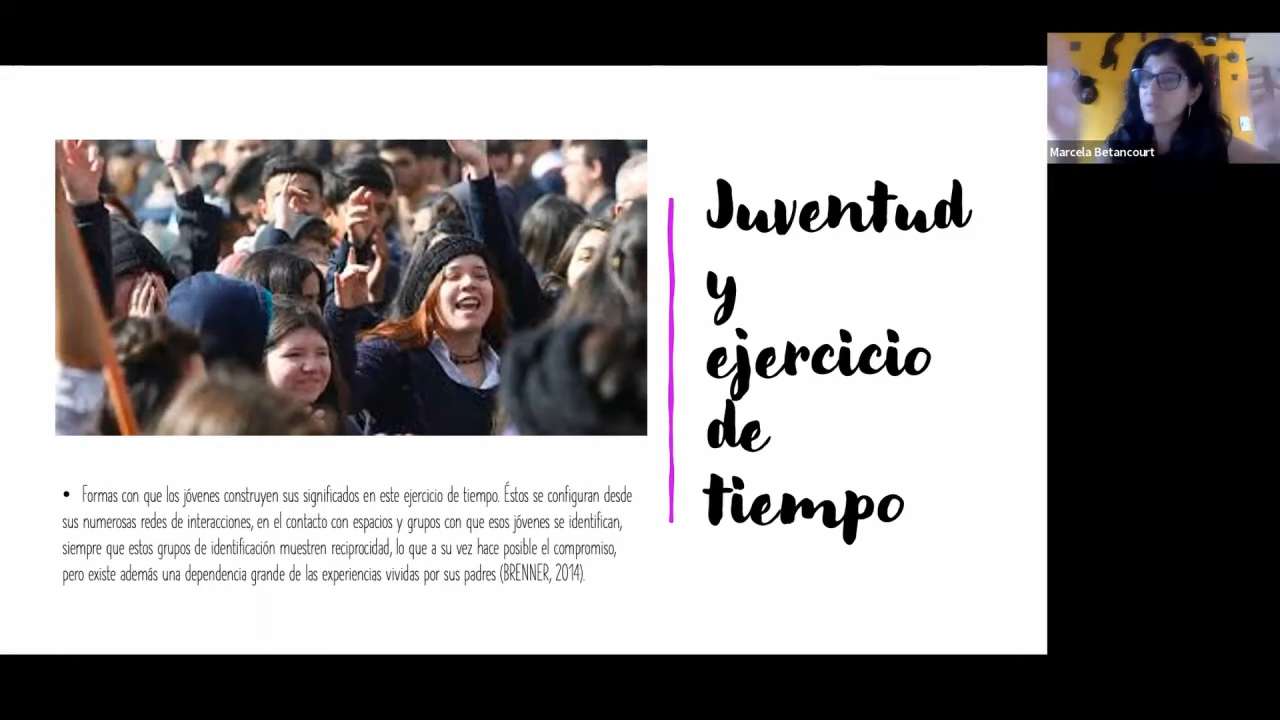 Juventud
y
ejercicio
de
tiempo
• Formas con que los jóvenes construyen sus significados en este ejercicio de tiempo. Éstos se configuran desde
sus numerosas redes de interacciones, en el contacto con espacios y grupos con que esos jóvenes se identifican,
siempre que estos grupos de identificación muestren reciprocidad, lo que a su vez hace posible el compromiso,
pero existe además una dependencia grande de las experiencias vividas por sus padres (BRENNER, 2014).
Marcela Betancourt